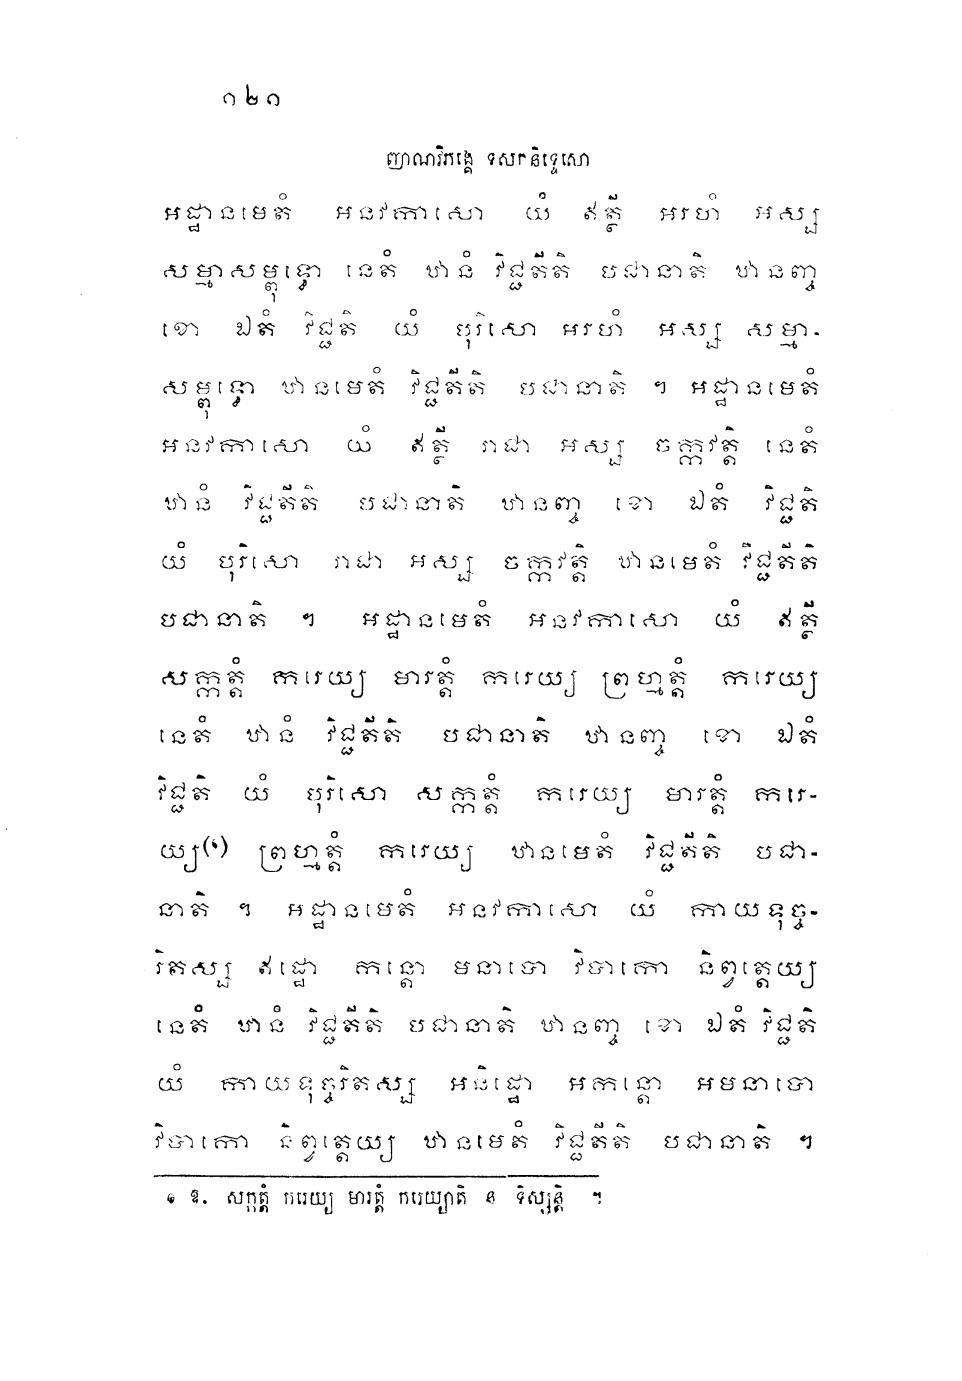 ១២១
ញាណវិភង្គេ ទសកនិទ្ទេសោ
អដ្ឋានមេតំ អនវកាសោ យំ ឥត្ថី អរហំ អស្ស
សម្មាសម្ពុទ្ធោ នេតំ ឋានំ វិជ្ជតីតិ បជានាតិ ឋានញ្ច
ខោ ឯតំ វិជ្ជតិ យំ បុរិសោ អរហំ អស្ស សម្មា-
សម្ពុទ្ធោ ឋានមេតំ វិជ្ជតីតិ បជានាតិ ។ អដ្ឋានមេតំ
អនវកាសោ យំ ឥត្ថី រាជា អស្ស ចក្កវត្តិ នេតំ
ឋានំ វិជ្ជតីតិ បជានាតិ ឋានញ្ច ខោ ឯតំ វិជ្ជតិ
យំ បុរិសោ រាជា អស្ស ចក្កវត្តិ ឋានមេតំ វិជ្ជតីតិ
បជានាតិ ។ អដ្ឋានមេតំ អនវកាសោ យំ ឥត្ថី
សក្កត្តំ ករេយ្យ មារត្តំ ករេយ្យ ព្រហ្មត្តំ ករេយ្យ
នេតំ ឋានំ វិជ្ជតីតិ បជានាតិ ឋានញ្ច ខោ ឯតំ
វិជ្ជតិ យំ បុរិសោ សក្កត្តំ ករេយ្យ មារត្តំ ករេ-
យ្យ(១) ព្រហ្មត្តំ ករេយ្យ ឋានមេតំ វិជ្ជតីតិ បជា-
នាតិ ។ អដ្ឋានមេតំ អនវកាសោ យំ កាយទុច្ច-
រិតស្ស ឥដ្ឋោ កន្តោ មនាបោ វិបាកោ និព្វត្តេយ្យ
នេតំ ឋានំ វិជ្ជតីតិ បជានាតិ ឋានញ្ច ខោ ឯតំ វិជ្ជតិ
យំ កាយទុច្ចរិតស្ស អនិដ្ឋោ អកន្តោ អមនាបោ
វិបាកោ និព្វត្តេយ្យ ឋានមេតំ វិជ្ជតីតិ បជានាតិ ។
១ ឱ. សក្កត្តំ ករេយ្យ មារត្តំ ករេយ្យាតិ ន ទិស្សន្តិ ។